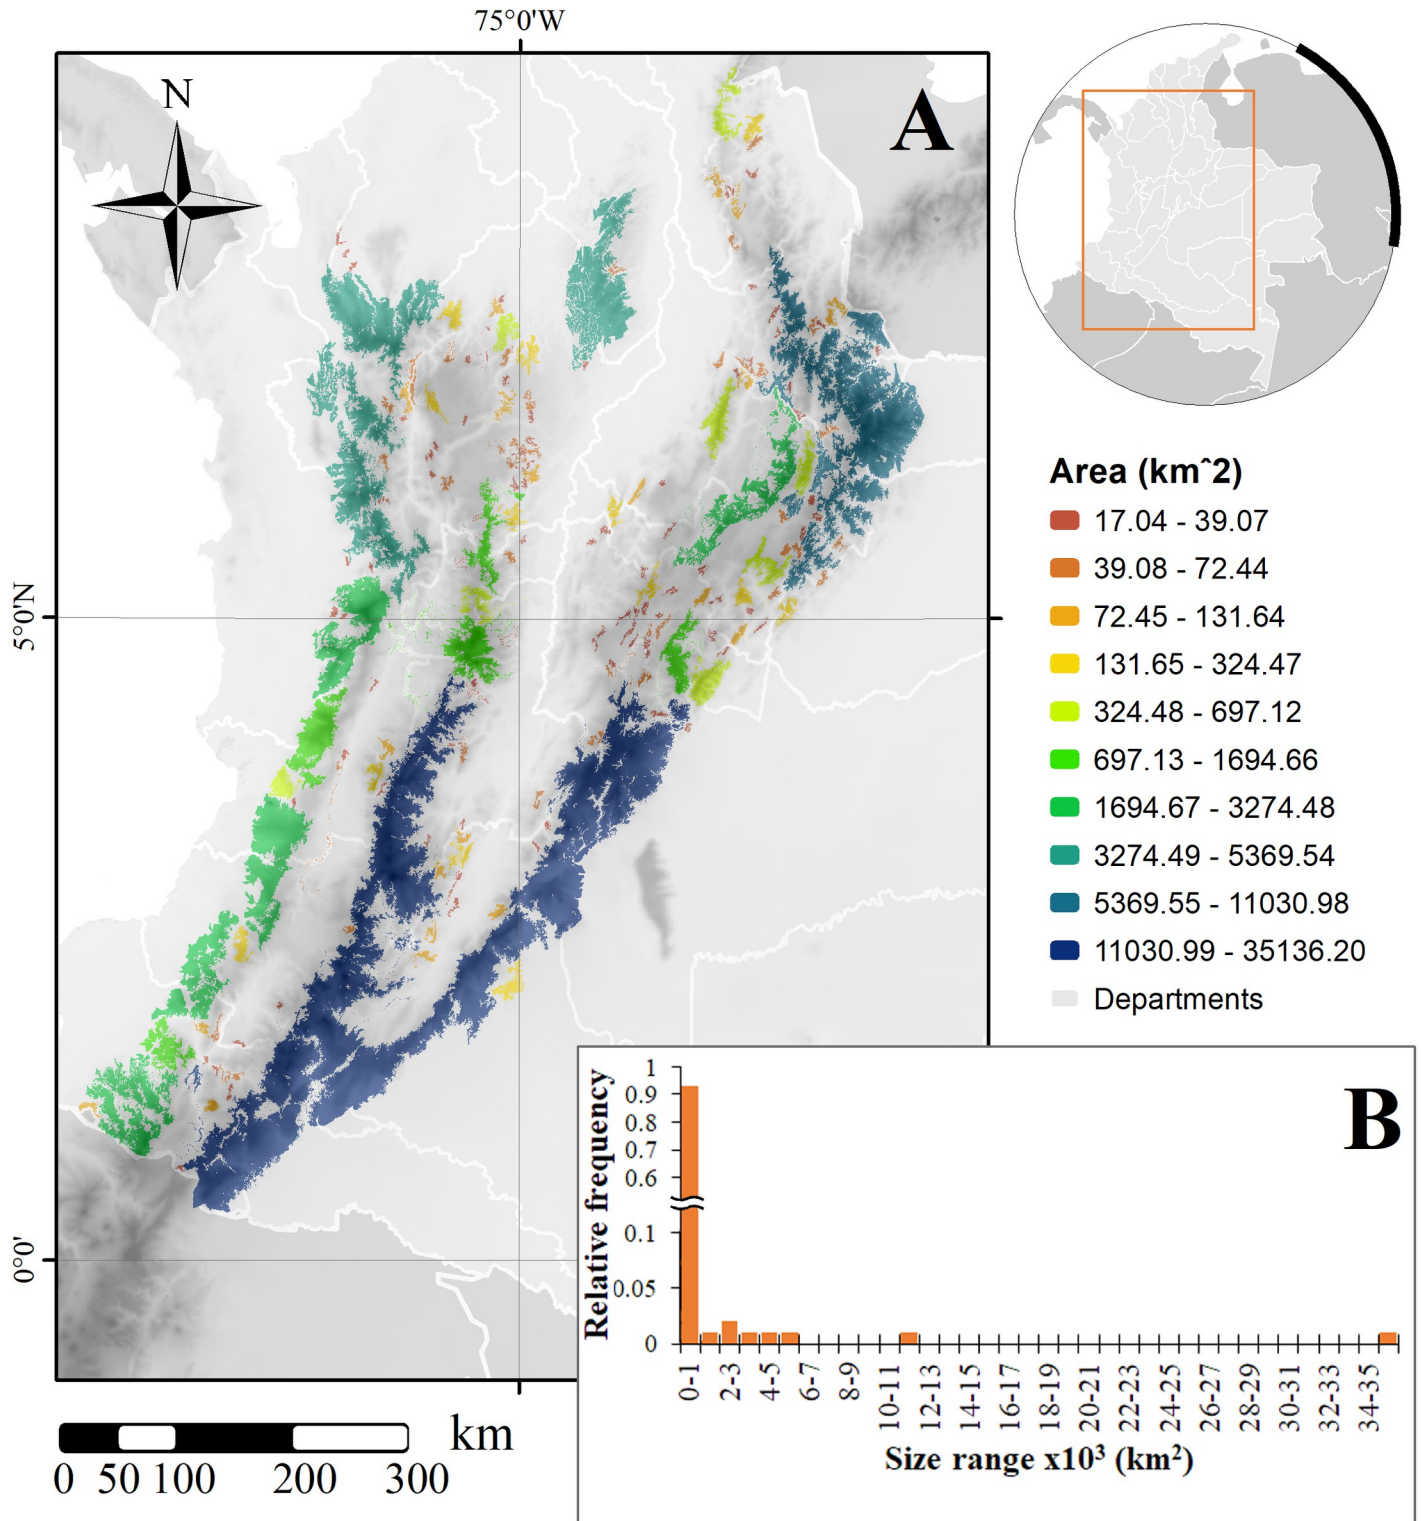 75°0'W
N
A
5°0'N
0°0'
km
0 50 100 200 300
Area (km^2)
17.04 - 39.07
39.08 - 72.44
72.45 - 131.64
131.65 - 324.47
324.48 - 697.12
697.13 - 1694.66
1694.67 - 3274.48
3274.49 - 5369.54
5369.55 - 11030.98
11030.99 - 35136.20
Departments
B
Relative frequency
1
0.9
0.8
0.7
0.6
0.1
0.05
0
0-1
2-3
4-5
6-7
8-9
10-11
12-13
14-15
16-17
18-19
20-21
22-23
24-25
26-27
28-29
30-31
32-33
34-35
Size range x10³ (km²)